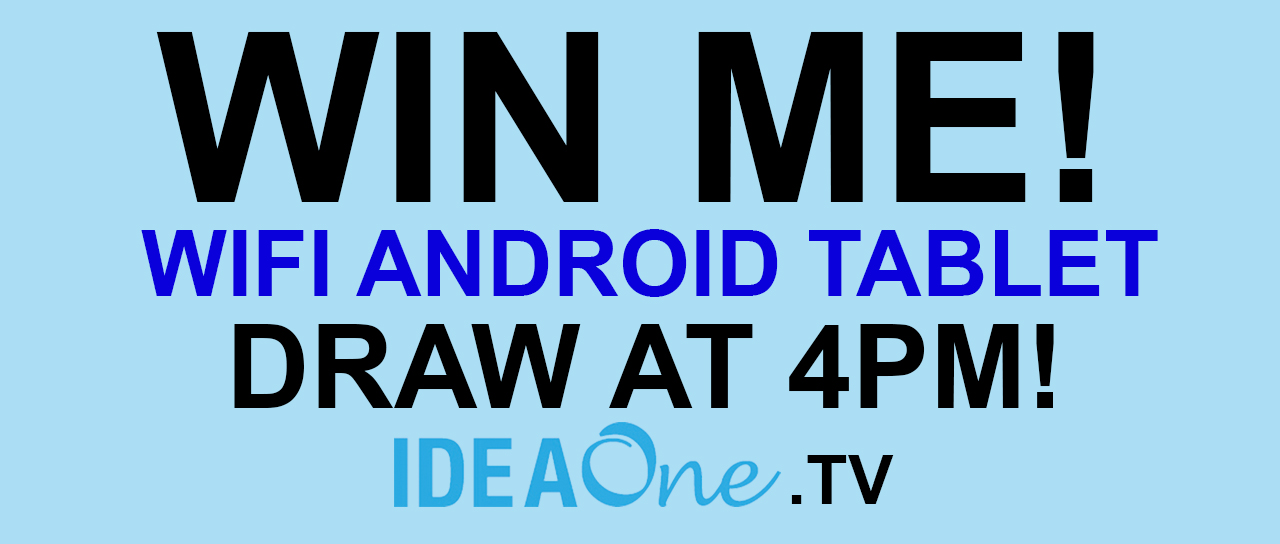 WIN ME!
WIFI ANDROID TABLET
DRAW AT 4PM!
IDEAOne .TV